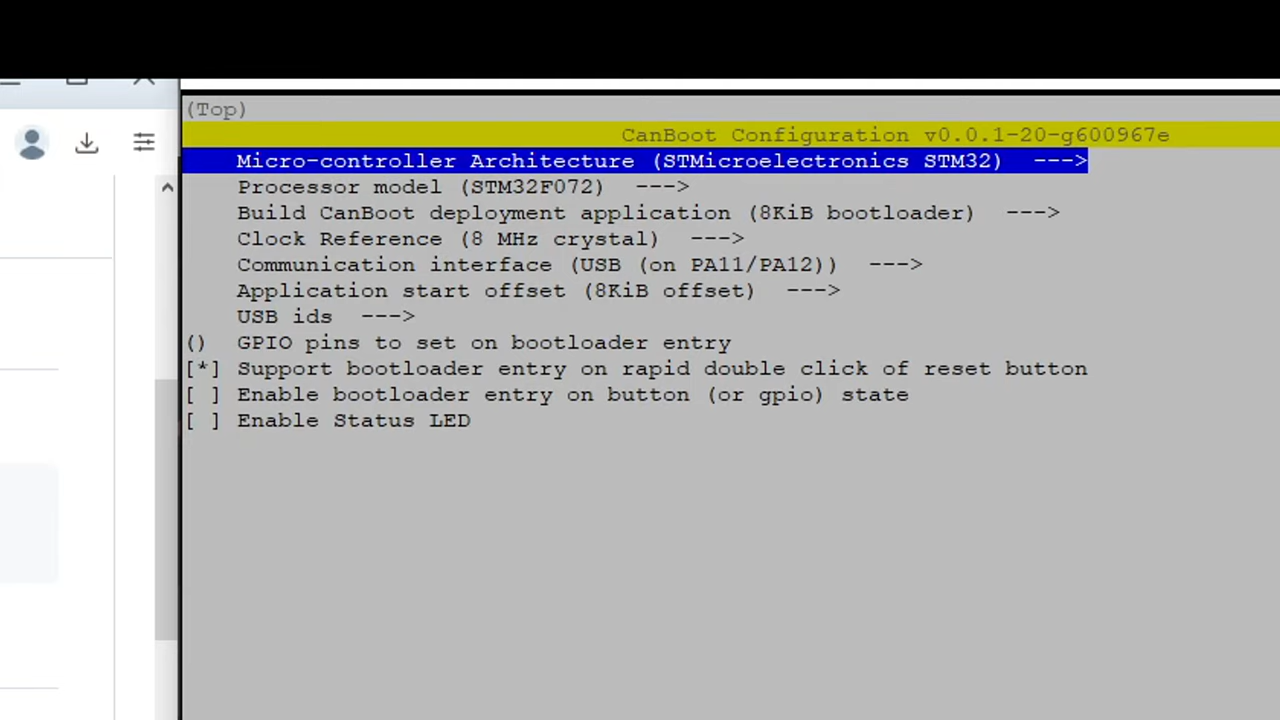 (Top)
CanBoot Configuration v0.0.1-20-g600967e
Micro-controller Architecture (STMicroelectronics STM32)  --->
Processor model (STM32F072)  --->
Build CanBoot deployment application (8KiB bootloader)  --->
Clock Reference (8 MHz crystal)  --->
Communication interface (USB (on PA11/PA12))  --->
Application start offset (8KiB offset)  --->
USB ids  --->
()  GPIO pins to set on bootloader entry
[*] Support bootloader entry on rapid double click of reset button
[ ] Enable bootloader entry on button (or gpio) state
[ ] Enable Status LED